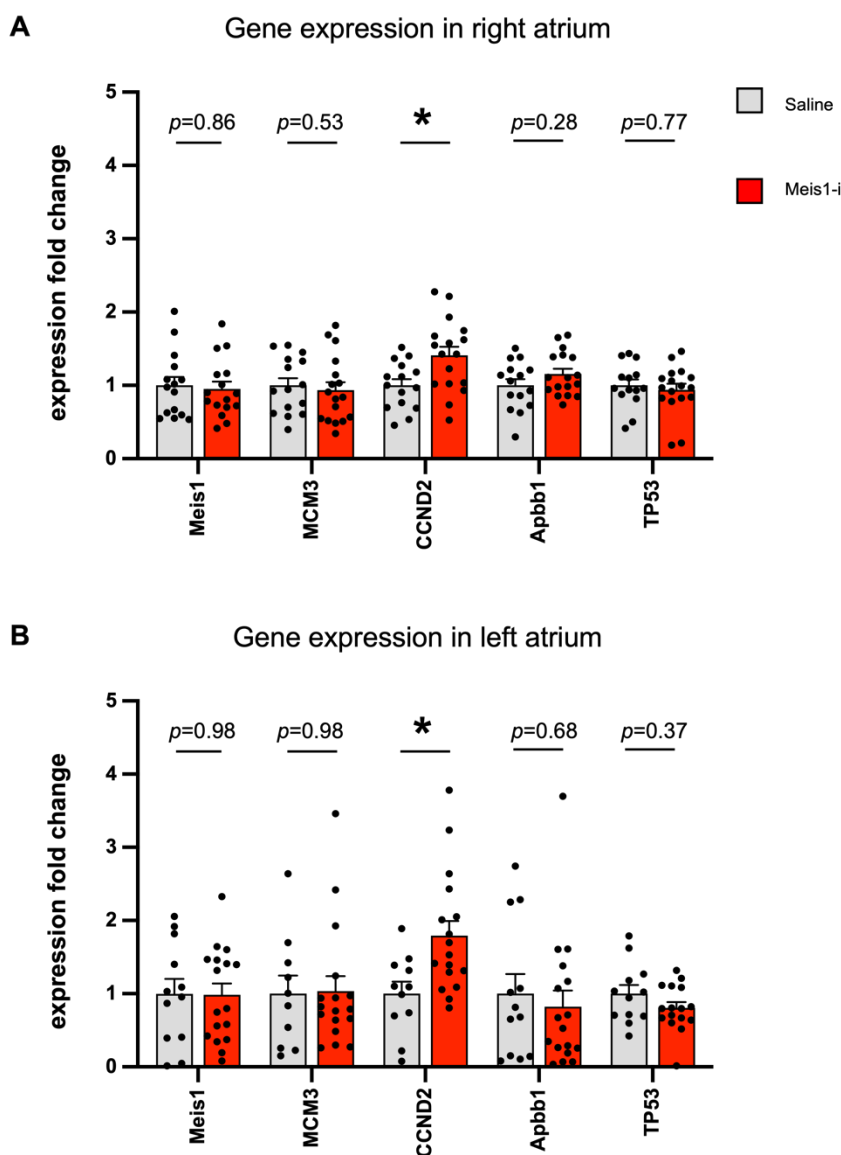 A
Gene expression in right atrium
Saline
Meis1-i
expression fold change
5
4
3
2
1
0
p=0.86
p=0.53
*
p=0.28
p=0.77
Meis1
MCM3
CCND2
Apbb1
TP53
B
Gene expression in left atrium
expression fold change
5
4
3
2
1
0
p=0.98
p=0.98
*
p=0.68
p=0.37
Meis1
MCM3
CCND2
Apbb1
TP53